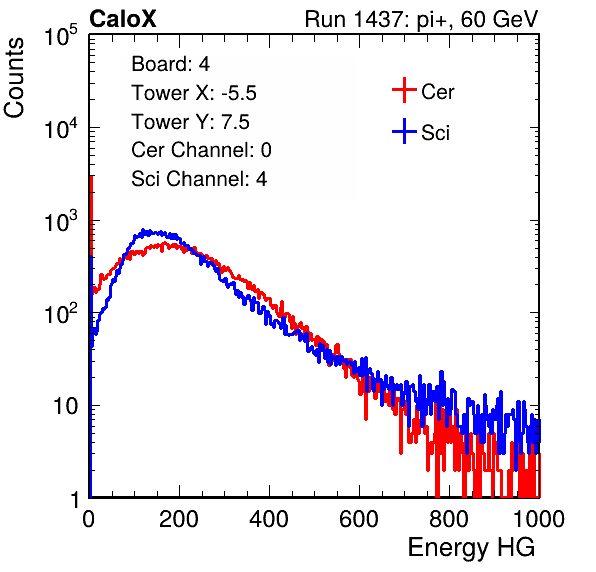 CaloX Run 1437: pi+, 60 GeV
Counts
10^5
10^4
10^3
10^2
10
1
Board: 4
Tower X: -5.5
Tower Y: 7.5
Cer Channel: 0
Sci Channel: 4
Cer
Sci
0 200 400 600 800 1000
Energy HG